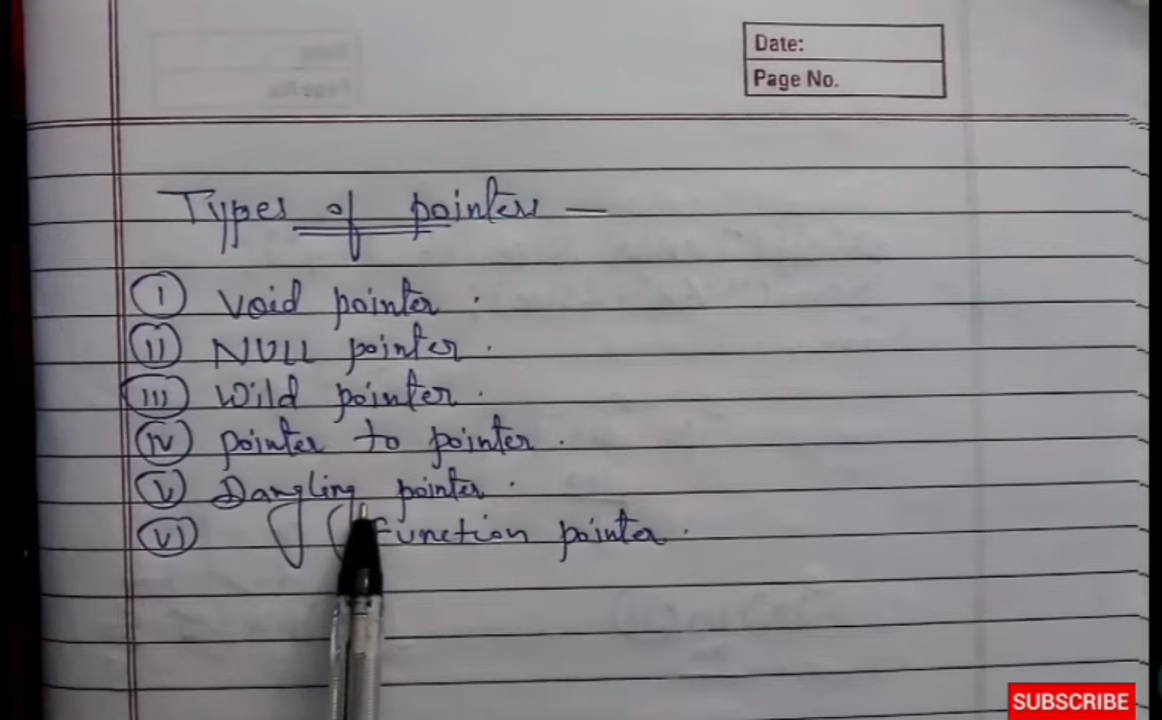 Date:
Page No.
Types of pointers —
(I) Void pointer .
(II) NULL pointer .
(III) Wild pointer .
(IV) pointer to pointer .
(V) Dangling pointer .
(VI) Function pointer .
SUBSCRIBE